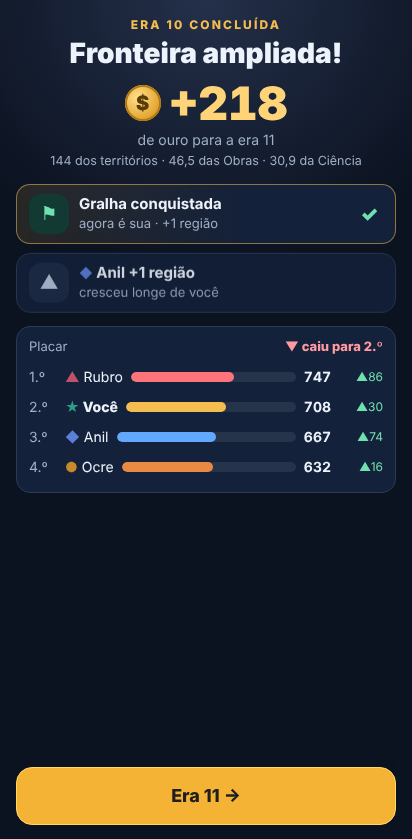 ERA 10 CONCLUÍDA
Fronteira ampliada!
$ +218
de ouro para a era 11
144 dos territórios · 46,5 das Obras · 30,9 da Ciência
Gralha conquistada
agora é sua · +1 região
Anil +1 região
cresceu longe de você
Placar ▼ caiu para 2.º
1.º Rubro 747 ▲86
2.º Você 708 ▲30
3.º Anil 667 ▲74
4.º Ocre 632 ▲16
Era 11 →